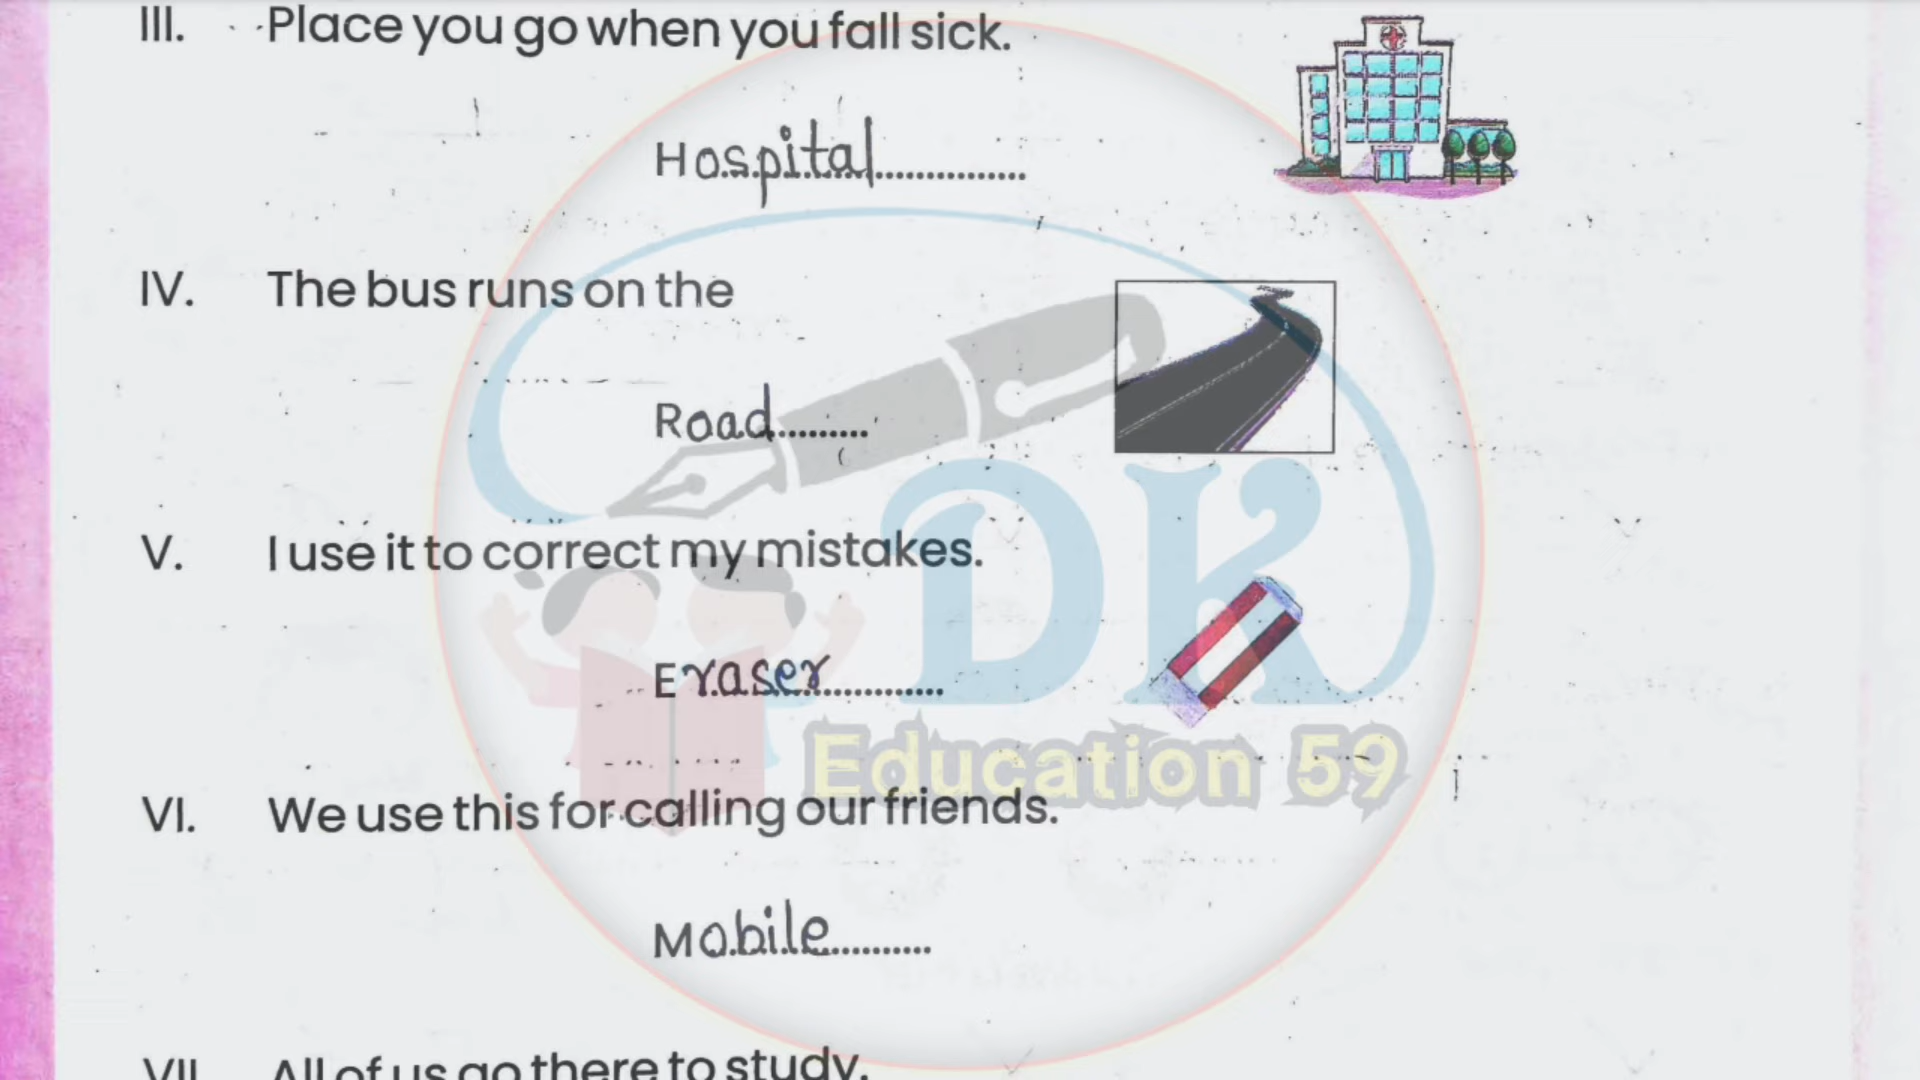 III. Place you go when you fall sick.
Hospital..............
IV. The bus runs on the
Road.........
V. I use it to correct my mistakes.
Eraser............
DK
Education 59
VI. We use this for calling our friends.
Mobile..........
VII. All of us go there to study.